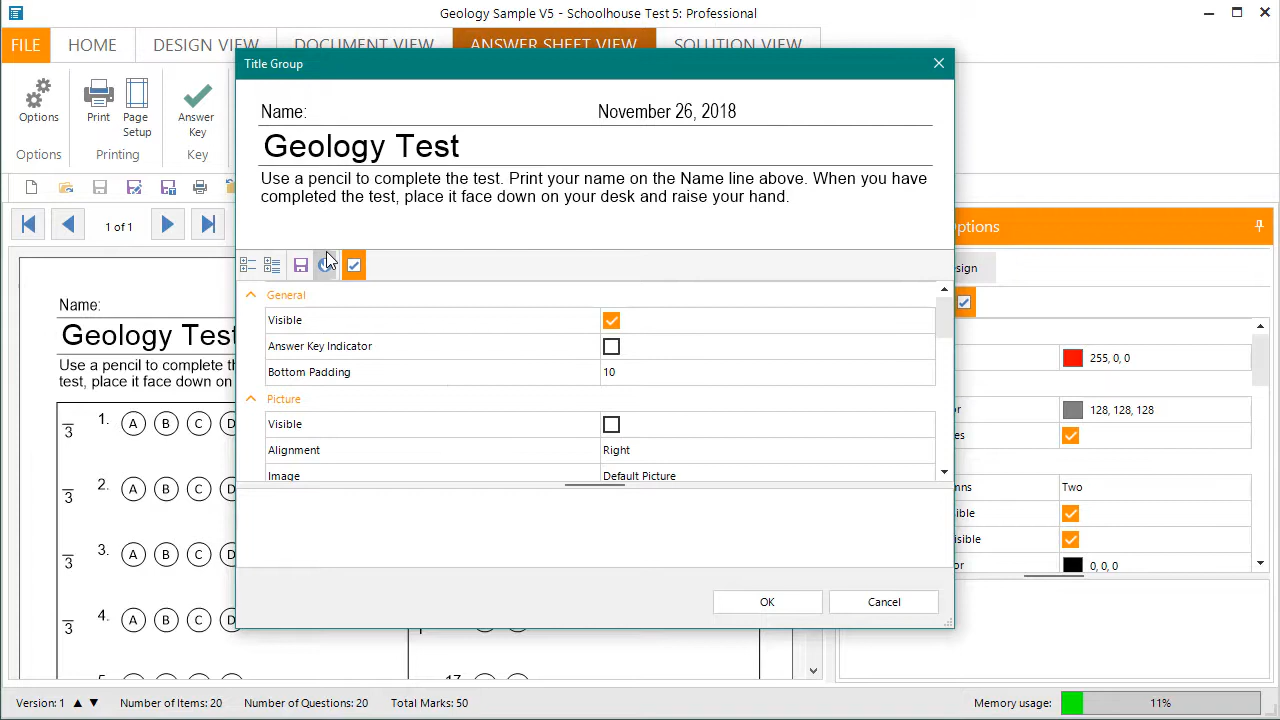 Geology Sample V5 - Schoolhouse Test 5: Professional
FILE HOME DESIGN VIEW DOCUMENT VIEW ANSWER SHEET VIEW SOLUTION VIEW
Title Group
Options Print Page Setup Answer Key
Options Printing Key
Name: November 26, 2018
Geology Test
Use a pencil to complete the test. Print your name on the Name line above. When you have
completed the test, place it face down on your desk and raise your hand.
1 of 1
General
Visible
Answer Key Indicator
Bottom Padding 10
Picture
Visible
Alignment Right
Image Default Picture
OK Cancel
Name:
Geology Test
Use a pencil to complete th
test, place it face down on
3 1. A B C D
3 2. A B C D
3 3. A B C D
3 4. A B C D
255, 0, 0
128, 128, 128
Two
0, 0, 0
Version: 1 Number of Items: 20 Number of Questions: 20 Total Marks: 50 Memory usage: 11%